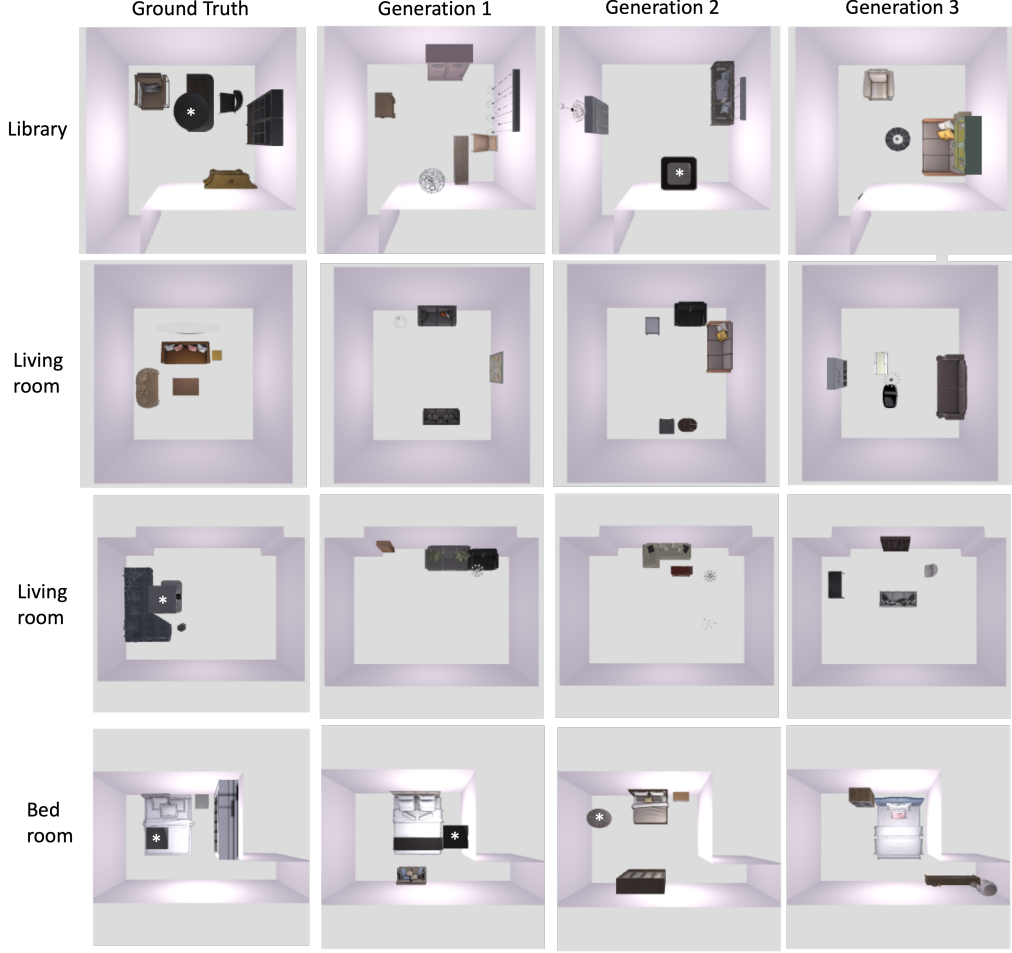 Ground Truth Generation 1 Generation 2 Generation 3
Library
*
*
Living
room
Living
room
*
Bed
room
*
*
*